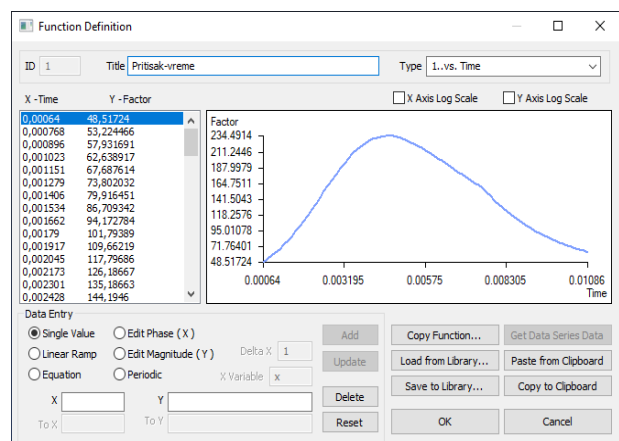 Function Definition
ID 1 Title Pritisak-vreme Type 1..vs. Time
X -Time Y -Factor X Axis Log Scale Y Axis Log Scale
0,00064 48,51724
0,000768 53,224466
0,000896 57,931691
0,001023 62,638917
0,001151 67,687614
0,001279 73,802032
0,001406 79,916451
0,001534 86,709342
0,001662 94,172784
0,00179 101,79389
0,001917 109,66219
0,002045 117,79686
0,002173 126,18667
0,002301 135,18663
0,002428 144,1946
Factor
234.4914
211.2446
187.9979
164.7511
141.5043
118.2576
95.01078
71.76401
48.51724
0.00064 0.003195 0.00575 0.008305 0.01086
Time
Data Entry
Single Value Edit Phase ( X )
Linear Ramp Edit Magnitude ( Y ) Delta X 1
Equation Periodic X Variable x
X Y
To X To Y
Add
Update
Delete
Reset
Copy Function... Get Data Series Data
Load from Library... Paste from Clipboard
Save to Library... Copy to Clipboard
OK Cancel